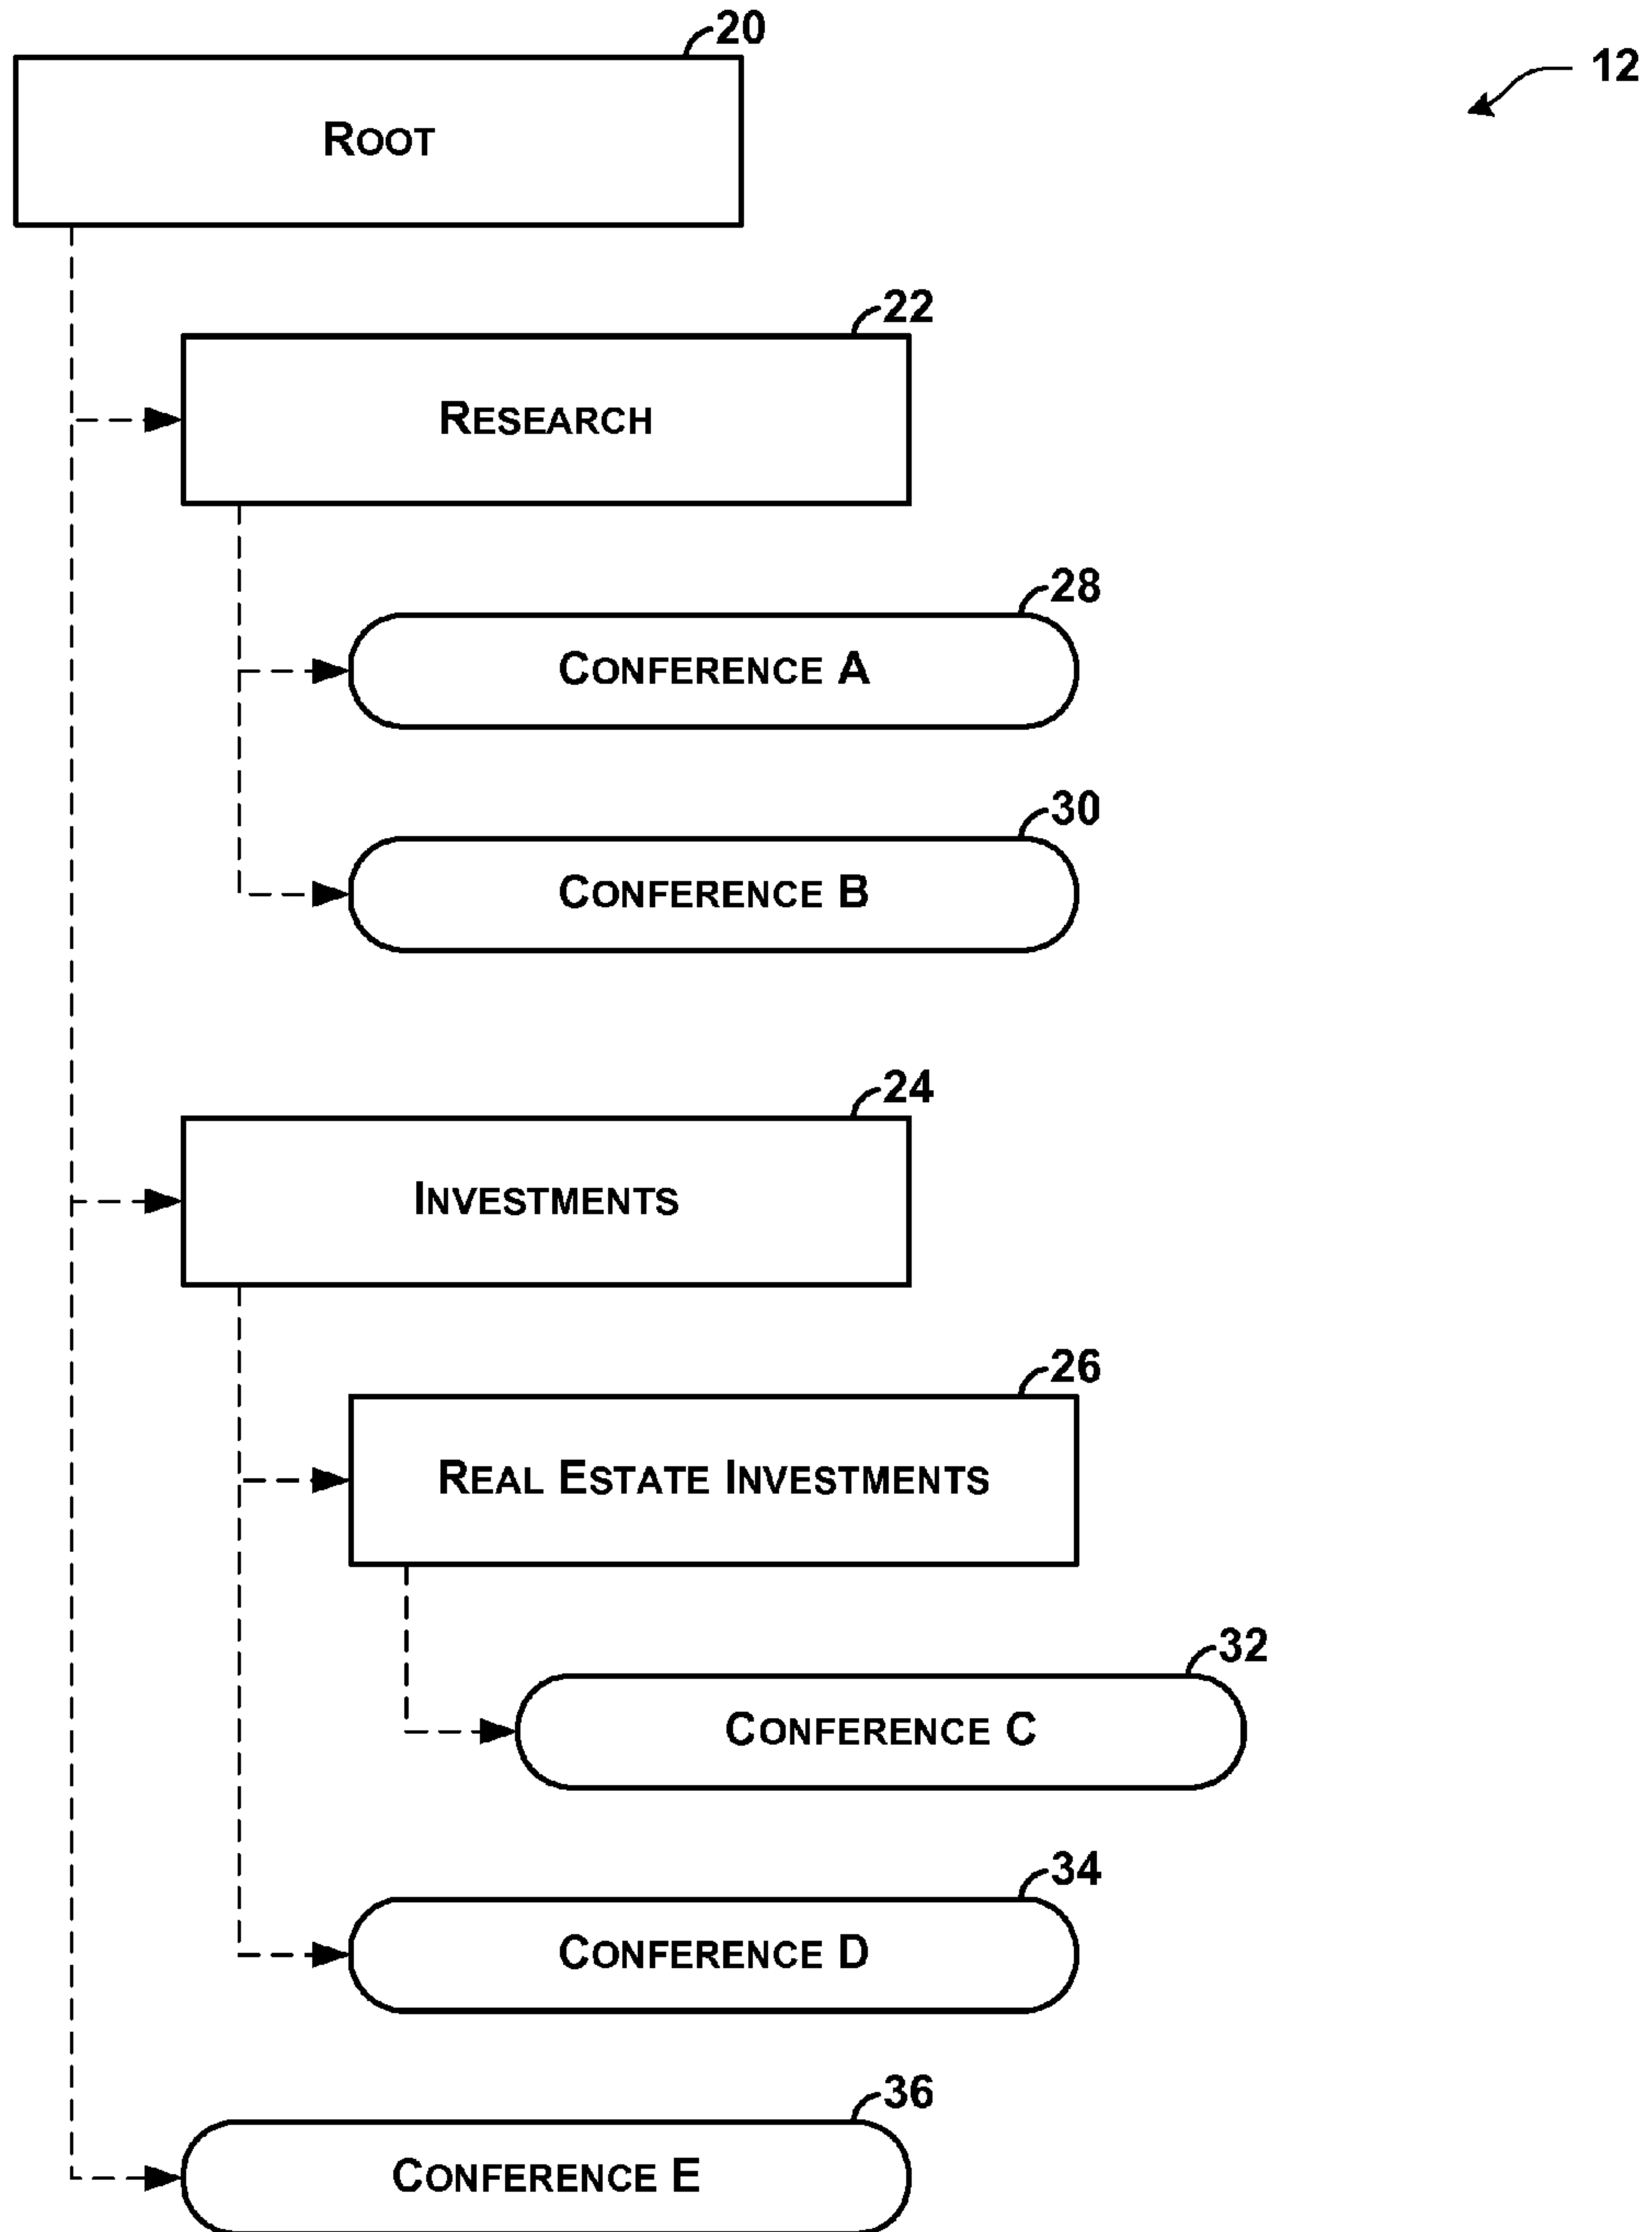 20
12
ROOT
22
RESEARCH
28
CONFERENCE A
30
CONFERENCE B
24
INVESTMENTS
26
REAL ESTATE INVESTMENTS
32
CONFERENCE C
34
CONFERENCE D
36
CONFERENCE E